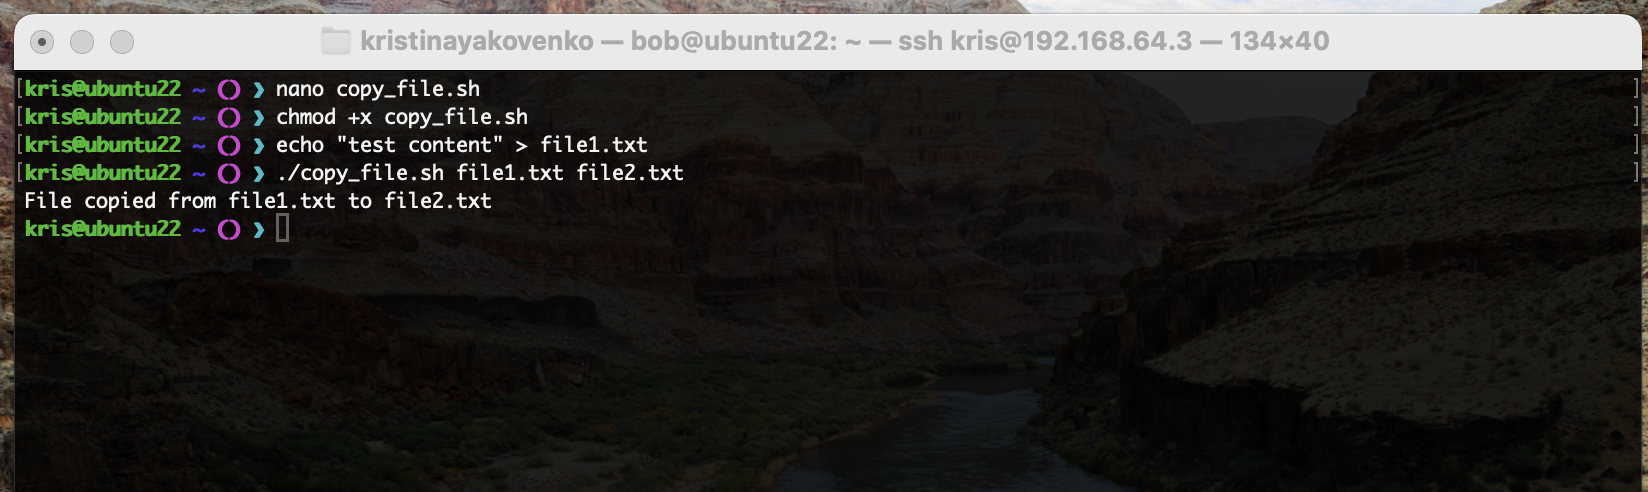 kristinayakovenko — bob@ubuntu22: ~ — ssh kris@192.168.64.3 — 134×40
[kris@ubuntu22 ~ () ❯ nano copy_file.sh ]
[kris@ubuntu22 ~ () ❯ chmod +x copy_file.sh ]
[kris@ubuntu22 ~ () ❯ echo "test content" > file1.txt ]
[kris@ubuntu22 ~ () ❯ ./copy_file.sh file1.txt file2.txt ]
File copied from file1.txt to file2.txt
kris@ubuntu22 ~ () ❯